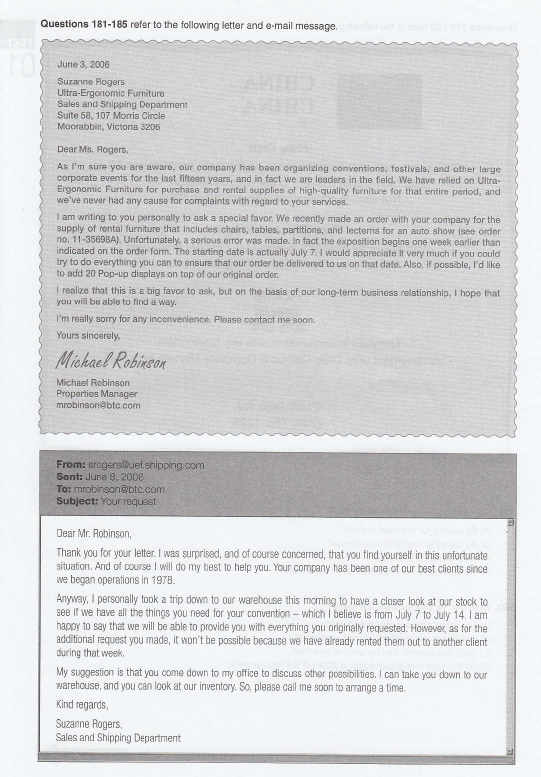 Questions 181-185 refer to the following letter and e-mail message.
June 3, 2006
Suzanne Rogers
Ultra-Ergonomic Furniture
Sales and Shipping Department
Suite 58, 107 Morris Circle
Moorabbin, Victoria 3206
Dear Ms. Rogers,
As I'm sure you are aware, our company has been organizing conventions, festivals, and other large
corporate events for the last fifteen years, and in fact we are leaders in the field. We have relied on Ultra-
Ergonomic Furniture for purchase and rental supplies of high-quality furniture for that entire period, and
we've never had any cause for complaints with regard to your services.
I am writing to you personally to ask a special favor. We recently made an order with your company for the
supply of rental furniture that includes chairs, tables, partitions, and lecterns for an auto show (see order
no. 11-35698A). Unfortunately, a serious error was made. In fact the exposition begins one week earlier than
indicated on the order form. The starting date is actually July 7. I would appreciate it very much if you could
try to do everything you can to ensure that our order be delivered to us on that date. Also, if possible, I'd like
to add 20 Pop-up displays on top of our original order.
I realize that this is a big favor to ask, but on the basis of our long-term business relationship, I hope that
you will be able to find a way.
I'm really sorry for any inconvenience. Please contact me soon.
Yours sincerely,
Michael Robinson
Michael Robinson
Properties Manager
mrobinson@btc.com
From: srogers@uef.shipping.com
Sent: June 8, 2006
To: mrobinson@btc.com
Subject: Your request
Dear Mr. Robinson,
Thank you for your letter. I was surprised, and of course concerned, that you find yourself in this unfortunate
situation. And of course I will do my best to help you. Your company has been one of our best clients since
we began operations in 1978.
Anyway, I personally took a trip down to our warehouse this morning to have a closer look at our stock to
see if we have all the things you need for your convention – which I believe is from July 7 to July 14. I am
happy to say that we will be able to provide you with everything you originally requested. However, as for the
additional request you made, it won't be possible because we have already rented them out to another client
during that week.
My suggestion is that you come down to my office to discuss other possibilities. I can take you down to our
warehouse, and you can look at our inventory. So, please call me soon to arrange a time.
Kind regards,
Suzanne Rogers,
Sales and Shipping Department